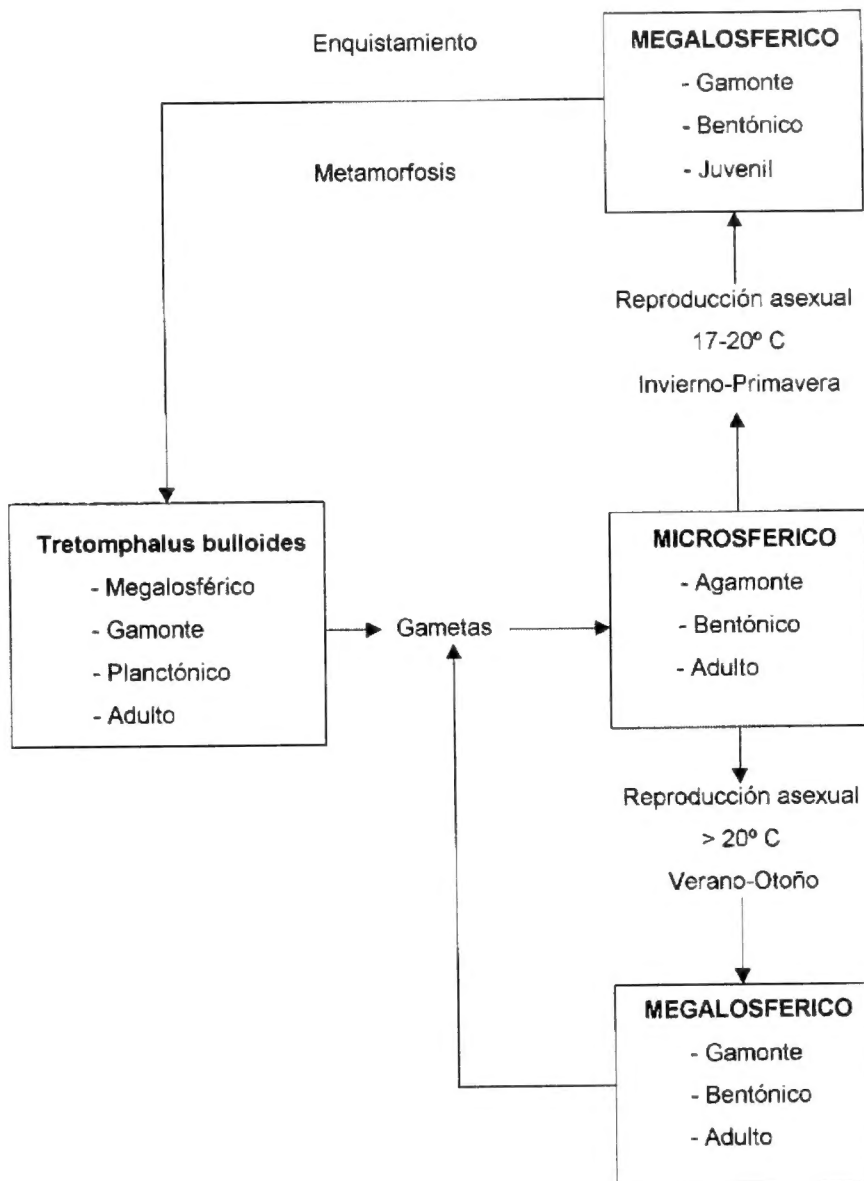 Enquistamiento
Metamorfosis
MEGALOSFERICO
- Gamonte
- Bentónico
- Juvenil
Reproducción asexual
17-20º C
Invierno-Primavera
Tretomphalus bulloides
- Megalosférico
- Gamonte
- Planctónico
- Adulto
Gametas
MICROSFERICO
- Agamonte
- Bentónico
- Adulto
Reproducción asexual
> 20º C
Verano-Otoño
MEGALOSFERICO
- Gamonte
- Bentónico
- Adulto